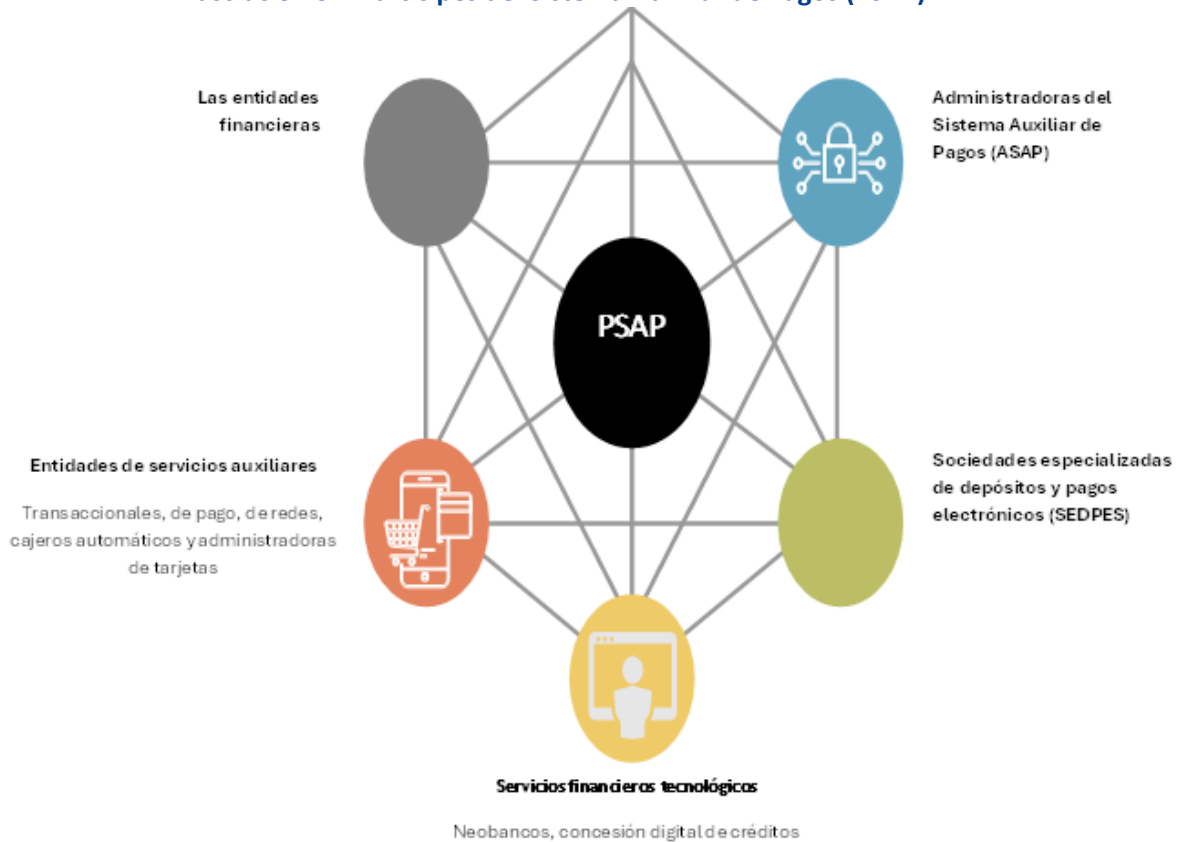 Las entidades
financieras
Administradoras del
Sistema Auxiliar de
Pagos (ASAP)
PSAP
Entidades de servicios auxiliares
Transaccionales, de pago, de redes,
cajeros automáticos y administradoras
de tarjetas
Sociedades especializadas
de depósitos y pagos
electrónicos (SEDPES)
Servicios financieros tecnológicos
Neobancos, concesión digital de créditos